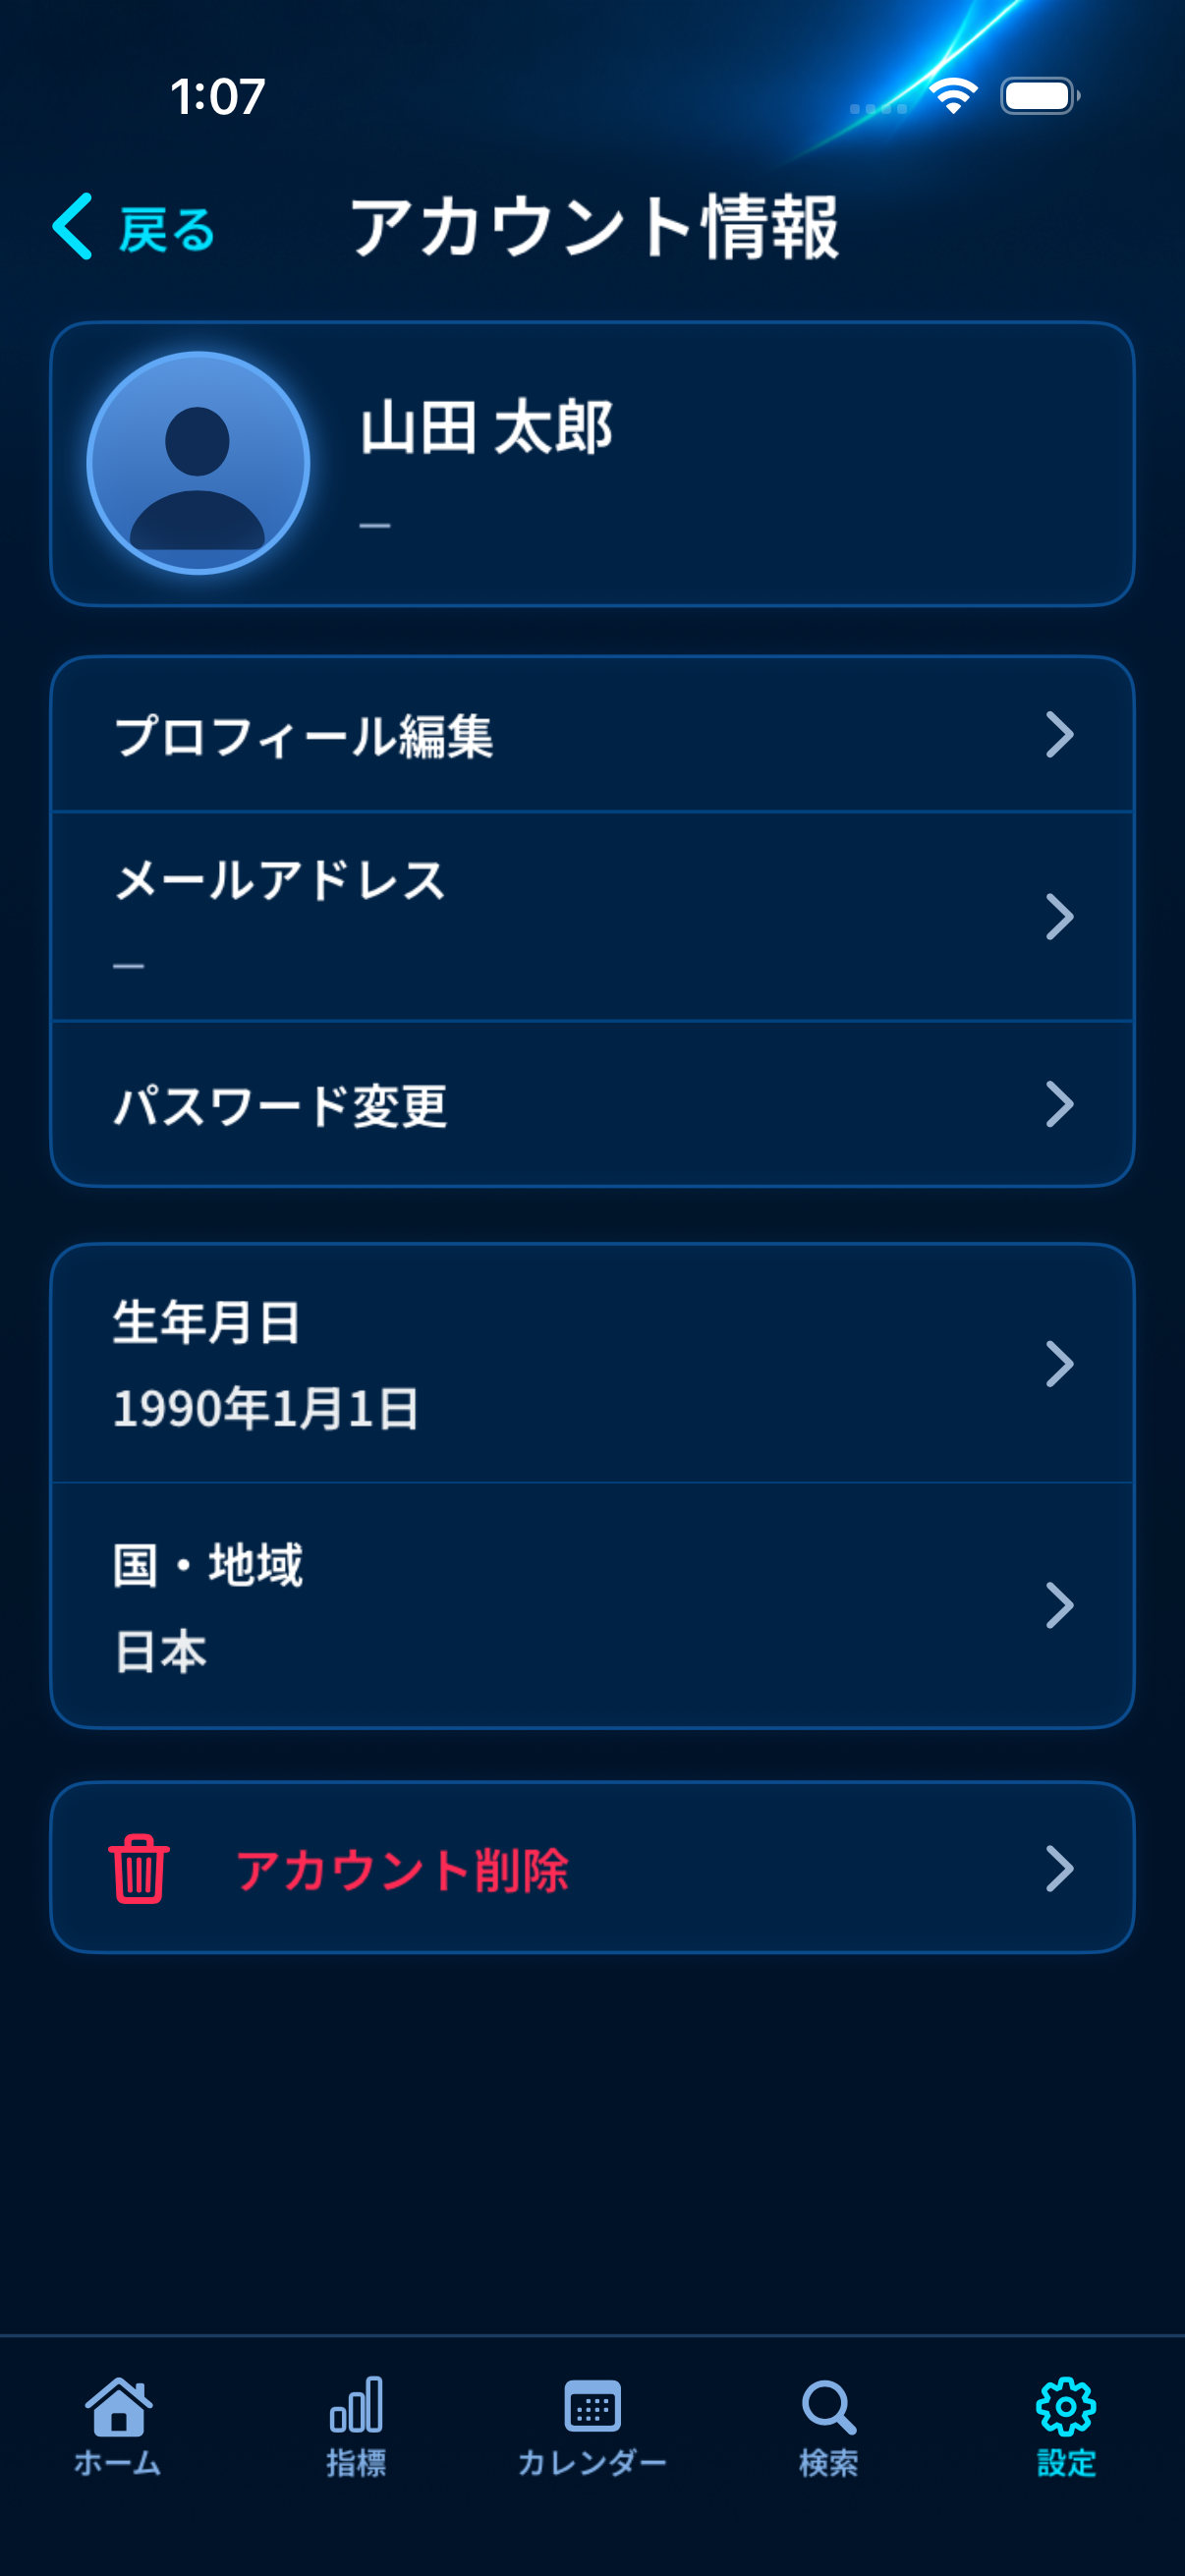 1:07
戻る
アカウント情報
山田 太郎
—
プロフィール編集
メールアドレス
—
パスワード変更
生年月日
1990年1月1日
国・地域
日本
アカウント削除
ホーム
指標
カレンダー
検索
設定